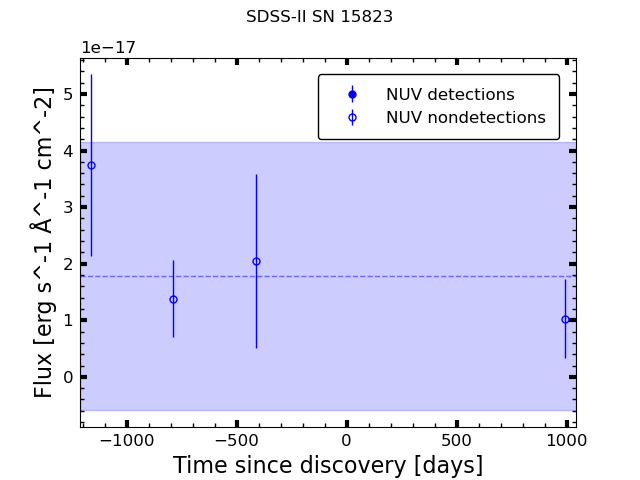 SDSS-II SN 15823
1e−17
NUV detections
NUV nondetections
5
4
3
2
1
0
Flux [erg s^-1 Å^-1 cm^-2]
−1000 −500 0 500 1000
Time since discovery [days]